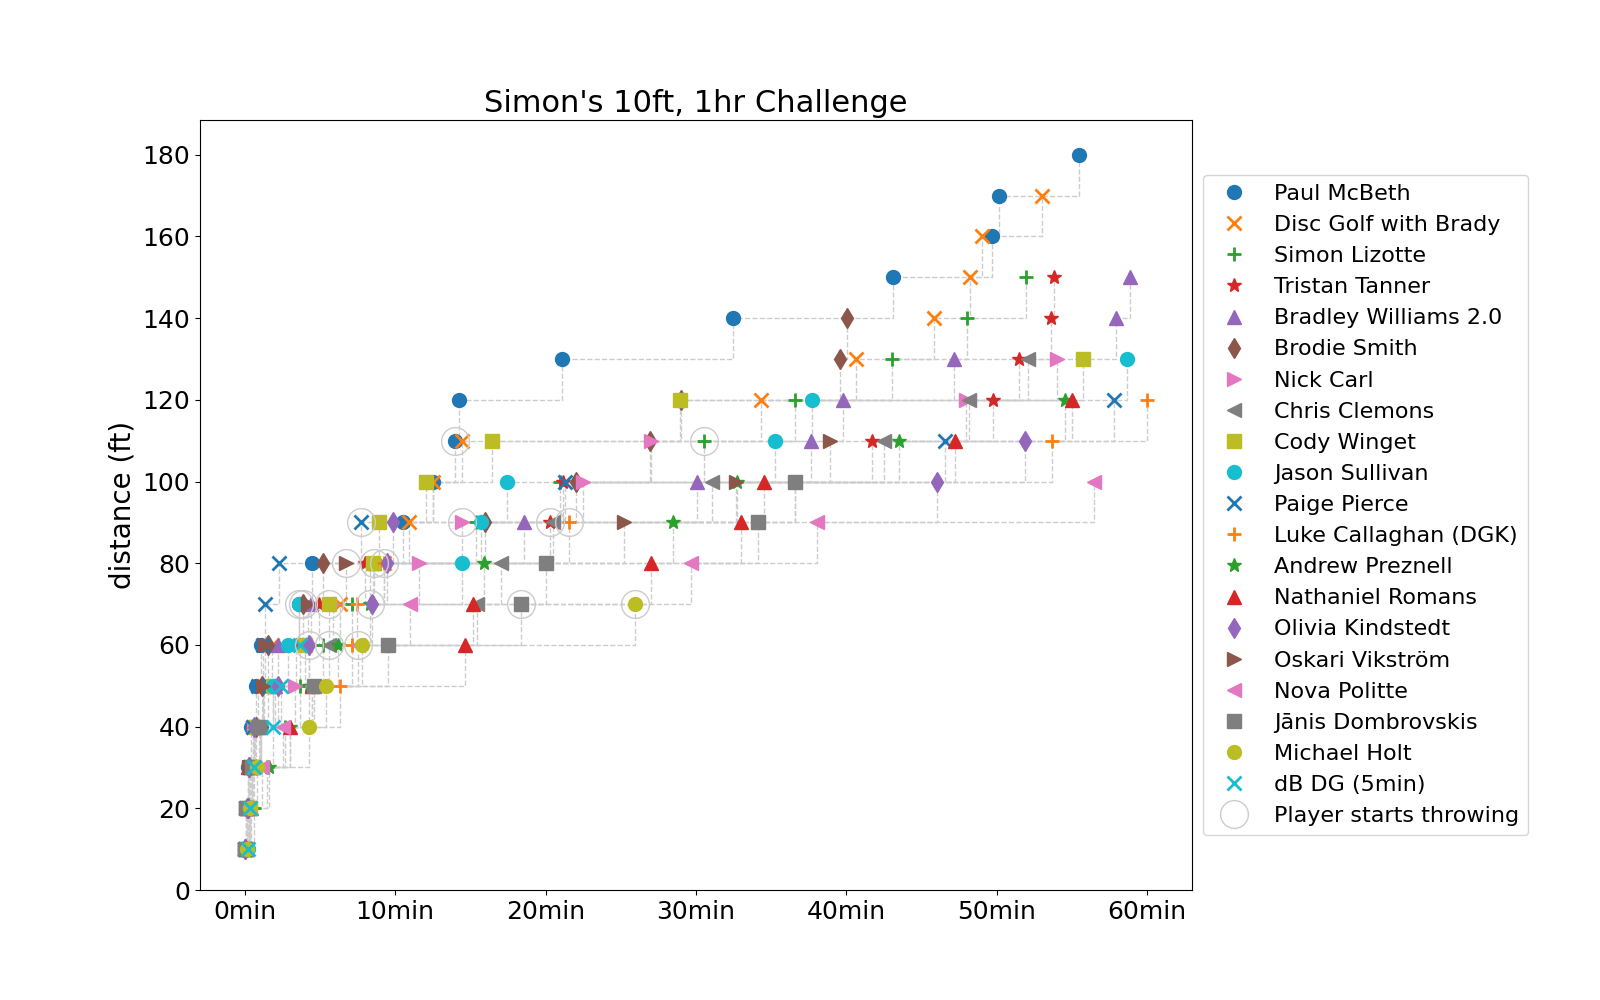 Simon's 10ft, 1hr Challenge
distance (ft)
180
160
140
120
100
80
60
40
20
0
0min 10min 20min 30min 40min 50min 60min
Paul McBeth
Disc Golf with Brady
Simon Lizotte
Tristan Tanner
Bradley Williams 2.0
Brodie Smith
Nick Carl
Chris Clemons
Cody Winget
Jason Sullivan
Paige Pierce
Luke Callaghan (DGK)
Andrew Preznell
Nathaniel Romans
Olivia Kindstedt
Oskari Vikström
Nova Politte
Jānis Dombrovskis
Michael Holt
dB DG (5min)
Player starts throwing